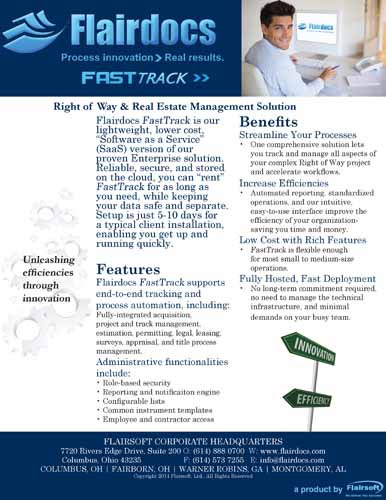 Flairdocs
Process innovation > Real results.
FASTTRACK >>
Flairdocs
Right of Way & Real Estate Management Solution
Flairdocs FastTrack is our
lightweight, lower cost,
"Software as a Service"
(SaaS) version of our
proven Enterprise solution.
Reliable, secure, and stored
on the cloud, you can "rent"
FastTrack for as long as
you need, while keeping
your data safe and separate.
Setup is just 5-10 days for
a typical client installation,
enabling you get up and
running quickly.
Unleashing
efficiencies
through
innovation
Features
Flairdocs FastTrack supports
end-to-end tracking and
process automation, including:
Fully-integrated acquisition,
project and track management,
estimation, permitting, legal, leasing,
surveys, appraisal, and title process
management.
Administrative functionalities
include:
• Role-based security
• Reporting and notificaiton engine
• Configurable lists
• Common instrument templates
• Employee and contractor access
Benefits
Streamline Your Processes
• One comprehensive solution lets
you track and manage all aspects of
your complex Right of Way project
and accelerate workflows.
Increase Efficiencies
• Automated reporting, standardized
operations, and our intuitive,
easy-to-use interface improve the
efficiency of your organization-
saving you time and money.
Low Cost with Rich Features
• FastTrack is flexible enough
for most small to medium-size
operations.
Fully Hosted, Fast Deployment
• No long-term commitment required,
no need to manage the technical
infrastructure, and minimal
demands on your busy team.
INNOVATION
EFFICIENCY
FLAIRSOFT CORPORATE HEADQUARTERS
7720 Rivers Edge Drive, Suite 200 O: (614) 888 0700 W: www.flairdocs.com
Columbus, Ohio 43235 F: (614) 573 7255 E: info@flairdocs.com
COLUMBUS, OH | FAIRBORN, OH | WARNER ROBINS, GA | MONTGOMERY, AL
Copyright 2014 Flairsoft. Ltd., All Rights Reserved
a product by Flairsoft